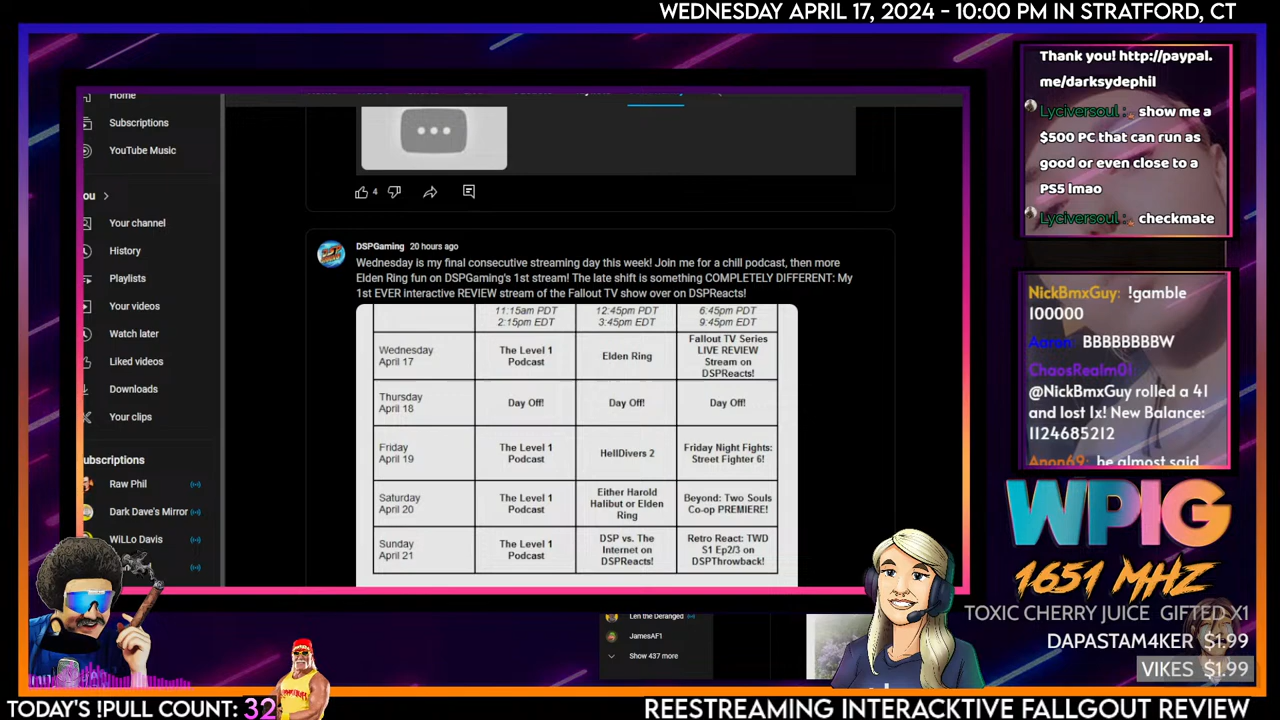 WEDNESDAY APRIL 17, 2024 - 10:00 PM IN STRATFORD, CT
Home
Subscriptions
YouTube Music
ou
Your channel
History
Playlists
Your videos
Watch later
Liked videos
Downloads
Your clips
ubscriptions
Raw Phil
Dark Dave's Mirror
WiLLo Davis
4
DSPGaming 20 hours ago
Wednesday is my final consecutive streaming day this week! Join me for a chill podcast, then more
Elden Ring fun on DSPGaming's 1st stream! The late shift is something COMPLETELY DIFFERENT: My
1st EVER interactive REVIEW stream of the Fallout TV show over on DSPReacts!
11:15am PDT
2:15pm EDT
12:45pm PDT
3:45pm EDT
6:45pm PDT
9:45pm EDT
Wednesday
April 17
The Level 1
Podcast
Elden Ring
Fallout TV Series
LIVE REVIEW
Stream on
DSPReacts!
Thursday
April 18
Day Off!
Day Off!
Day Off!
Friday
April 19
The Level 1
Podcast
HellDivers 2
Friday Night Fights:
Street Fighter 6!
Saturday
April 20
The Level 1
Podcast
Either Harold
Halibut or Elden
Ring
Beyond: Two Souls
Co-op PREMIERE!
Sunday
April 21
The Level 1
Podcast
DSP vs. The
Internet on
DSPReacts!
Retro React: TWD
S1 Ep2/3 on
DSPThrowback!
Len the Deranged
JamesAF1
Show 437 more
Thank you! http://paypal.
me/darksydephil
Lyciversoul : show me a
$500 PC that can run as
good or even close to a
PS5 lmao
Lyciversoul : checkmate
NickBmxGuy: !gamble
100000
Aaron: BBBBBBBBW
ChaosRealm01:
@NickBmxGuy rolled a 41
and lost 1x! New Balance:
1124685212
Anon69: he almost said
WPIG
1651 MHZ
TOXIC CHERRY JUICE GIFTED X1
DAPASTAM4KER $1.99
VIKES $1.99
TODAY'S !PULL COUNT: 32
REESTREAMING INTERACKTIVE FALLGOUT REVIEW